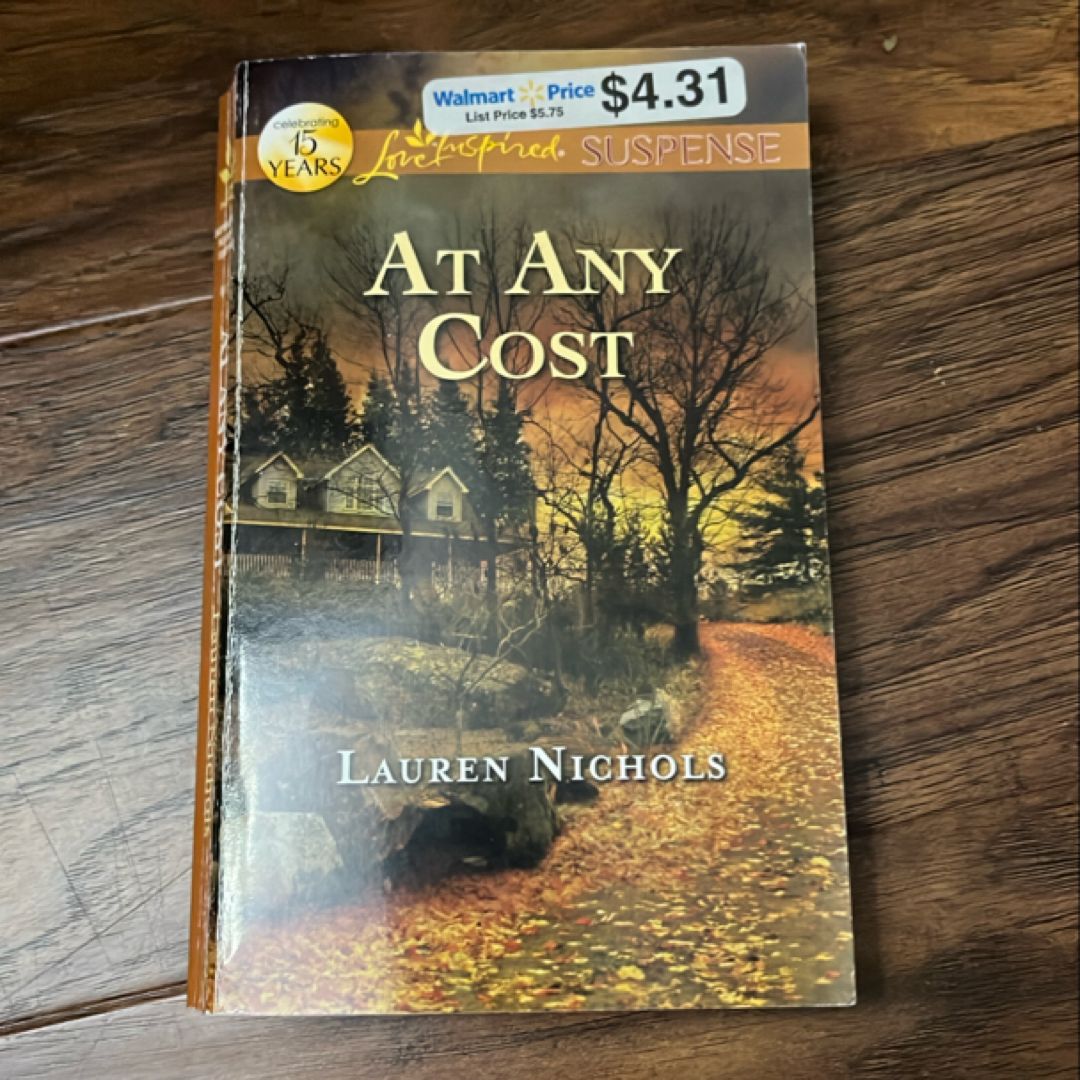 Walmart Price $4.31
List Price $5.75
celebrating
15
YEARS
Love Inspired® SUSPENSE
AT ANY
COST
LAUREN NICHOLS